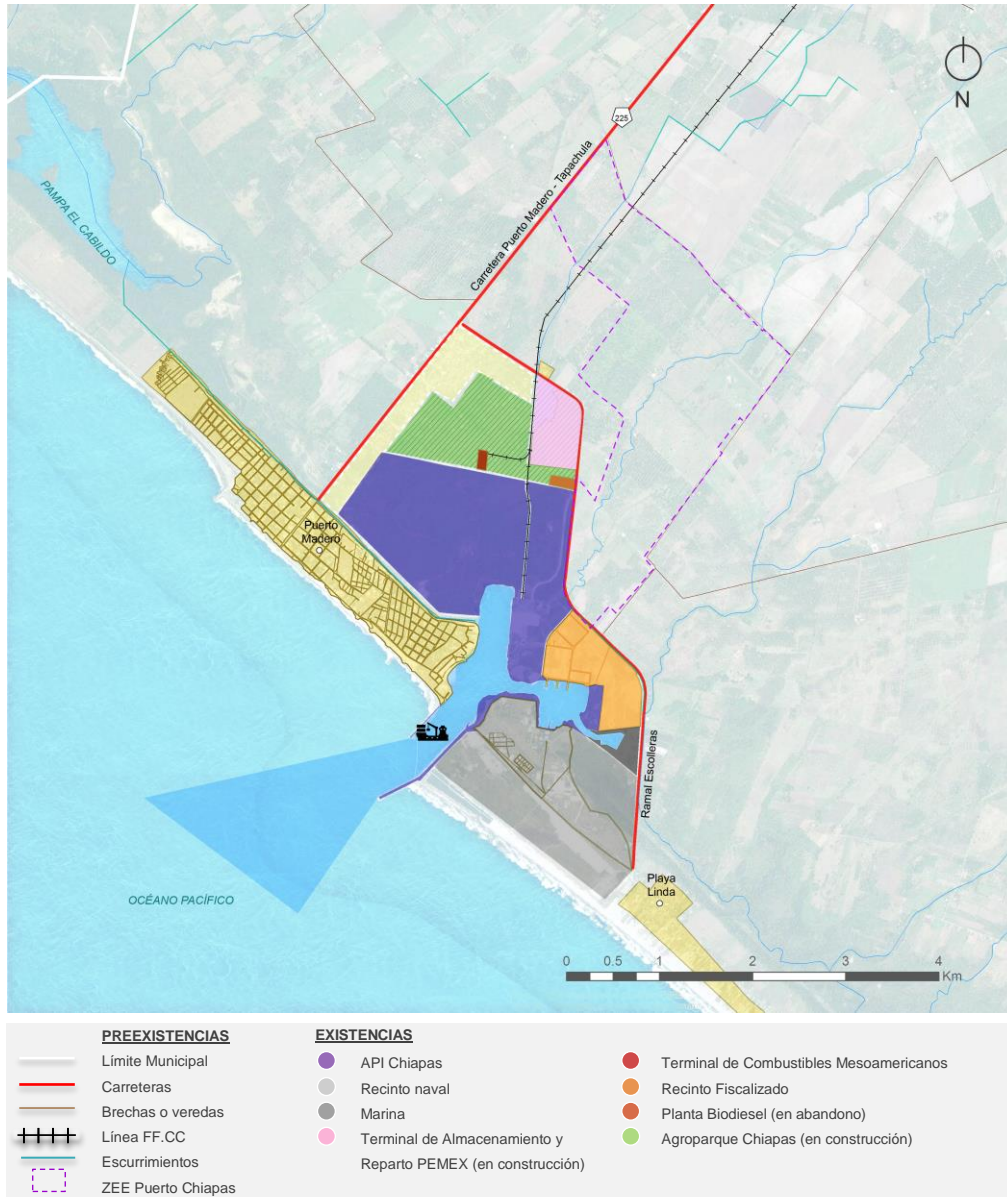 N
225
Carretera Puerto Madero - Tapachula
PAMPA EL CABILDO
Puerto
Madero
Ramal Escolleras
Playa
Linda
OCÉANO PACÍFICO
0 0.5 1 2 3 4
Km
PREEXISTENCIAS
Límite Municipal
Carreteras
Brechas o veredas
Línea FF.CC
Escurrimientos
ZEE Puerto Chiapas
EXISTENCIAS
API Chiapas
Recinto naval
Marina
Terminal de Almacenamiento y
Reparto PEMEX (en construcción)
Terminal de Combustibles Mesoamericanos
Recinto Fiscalizado
Planta Biodiesel (en abandono)
Agroparque Chiapas (en construcción)